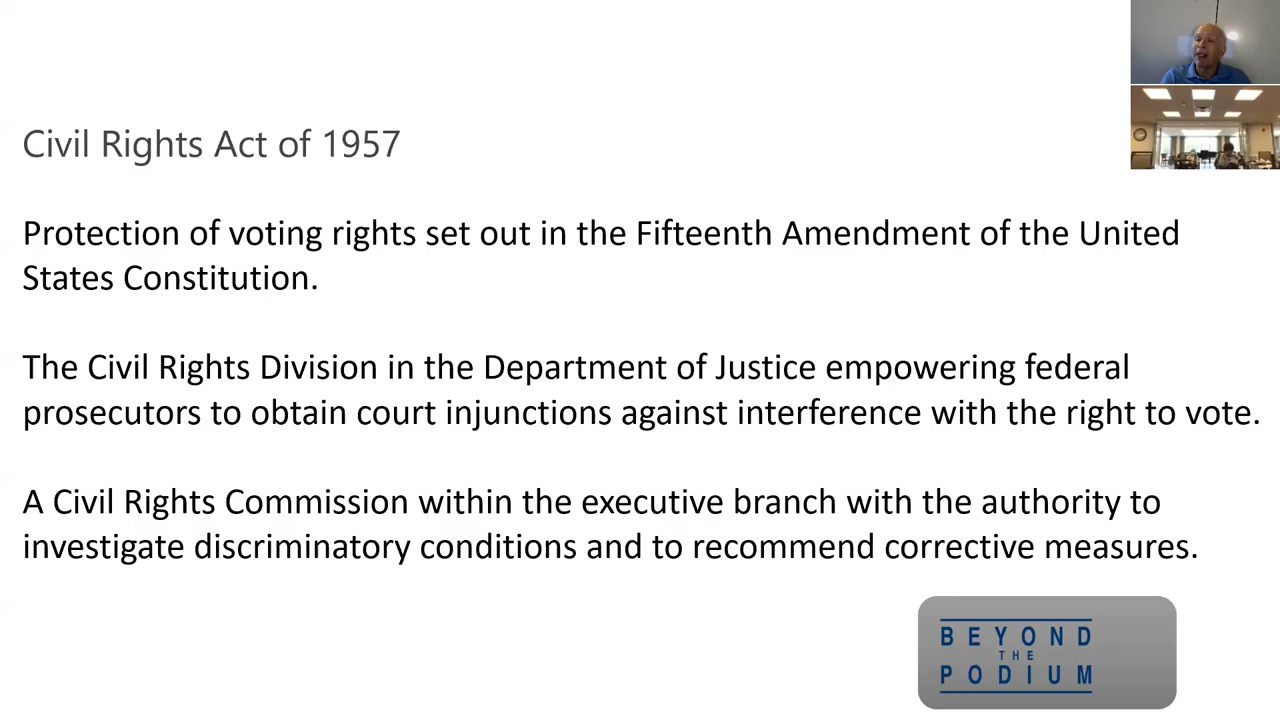 Civil Rights Act of 1957
Protection of voting rights set out in the Fifteenth Amendment of the United
States Constitution.
The Civil Rights Division in the Department of Justice empowering federal
prosecutors to obtain court injunctions against interference with the right to vote.
A Civil Rights Commission within the executive branch with the authority to
investigate discriminatory conditions and to recommend corrective measures.
BEYOND
THE
PODIUM